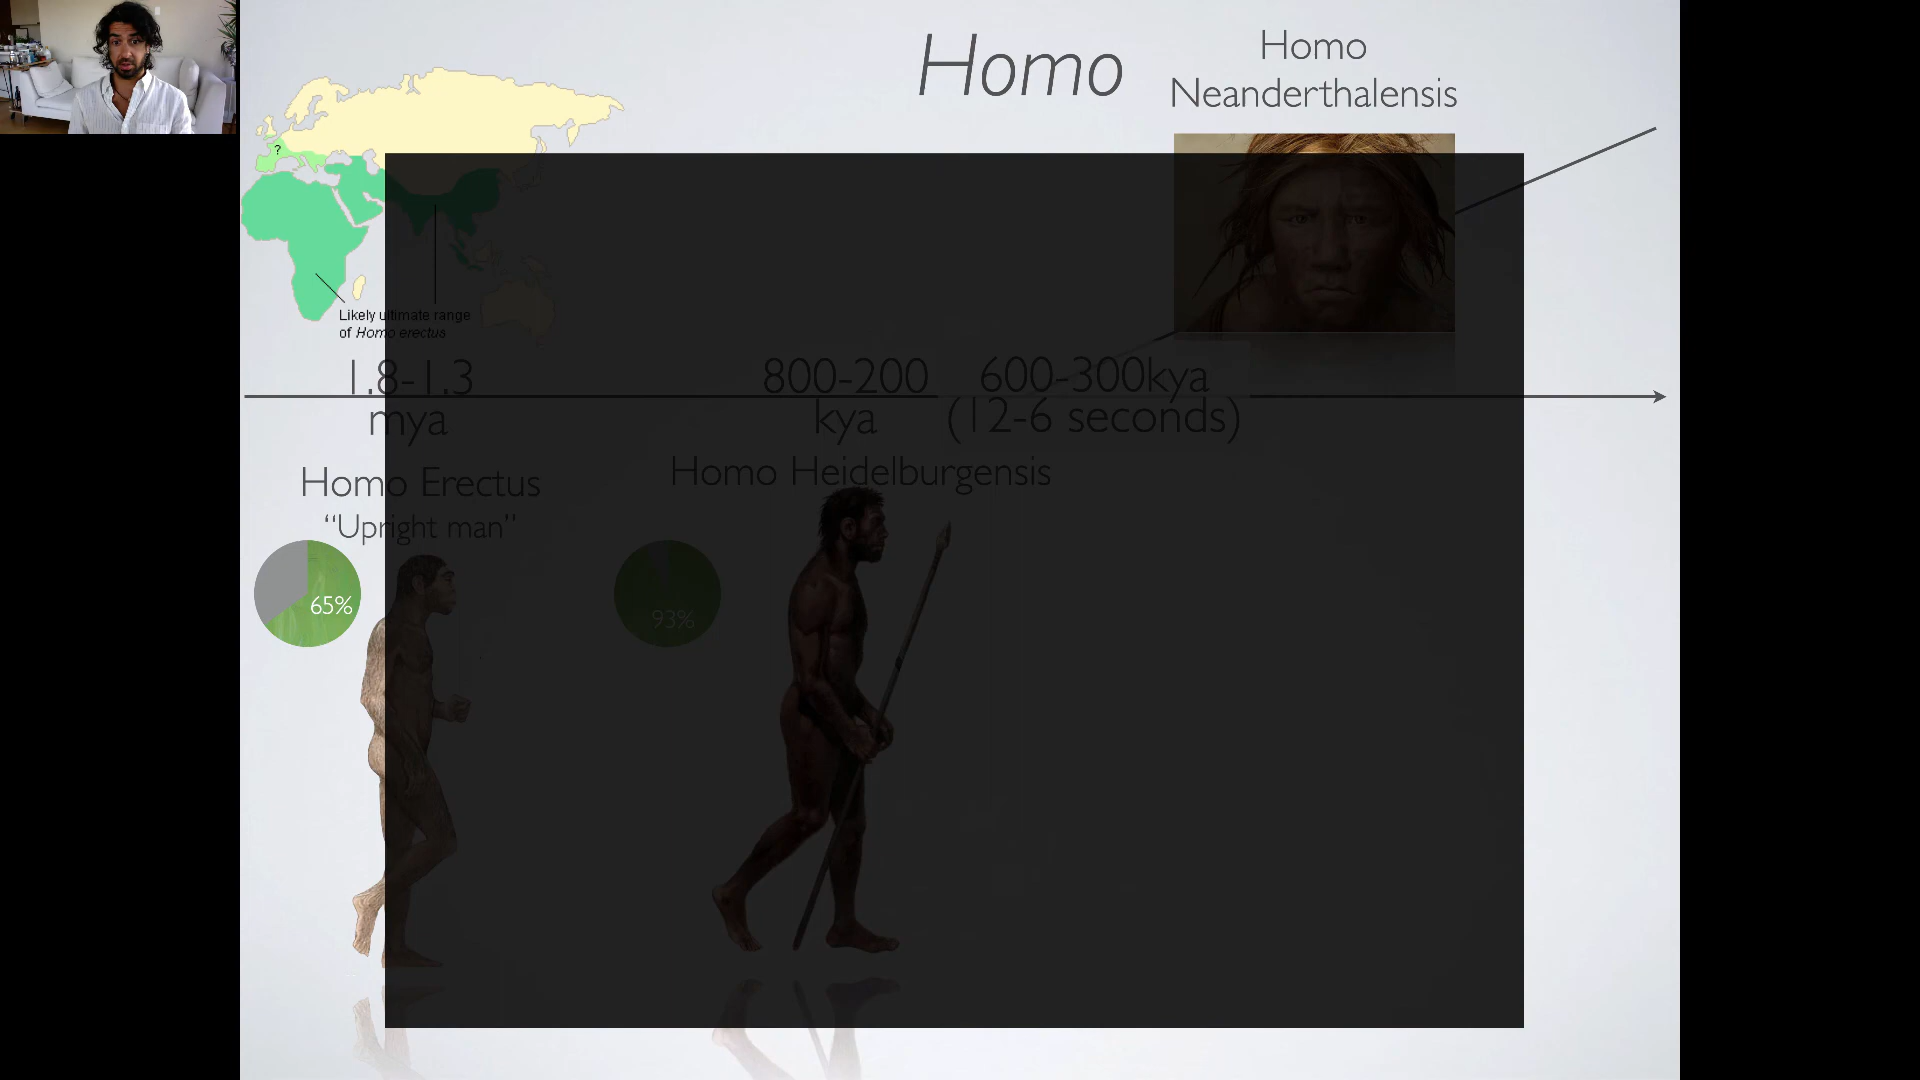 Homo
Homo
Neanderthalensis
?
Likely ultimate range
of Homo erectus
1.8-1.3
mya
800-200
kya
600-300kya
(12-6 seconds)
Homo Erectus
“Upright man”
Homo Heidelburgensis
65%
93%